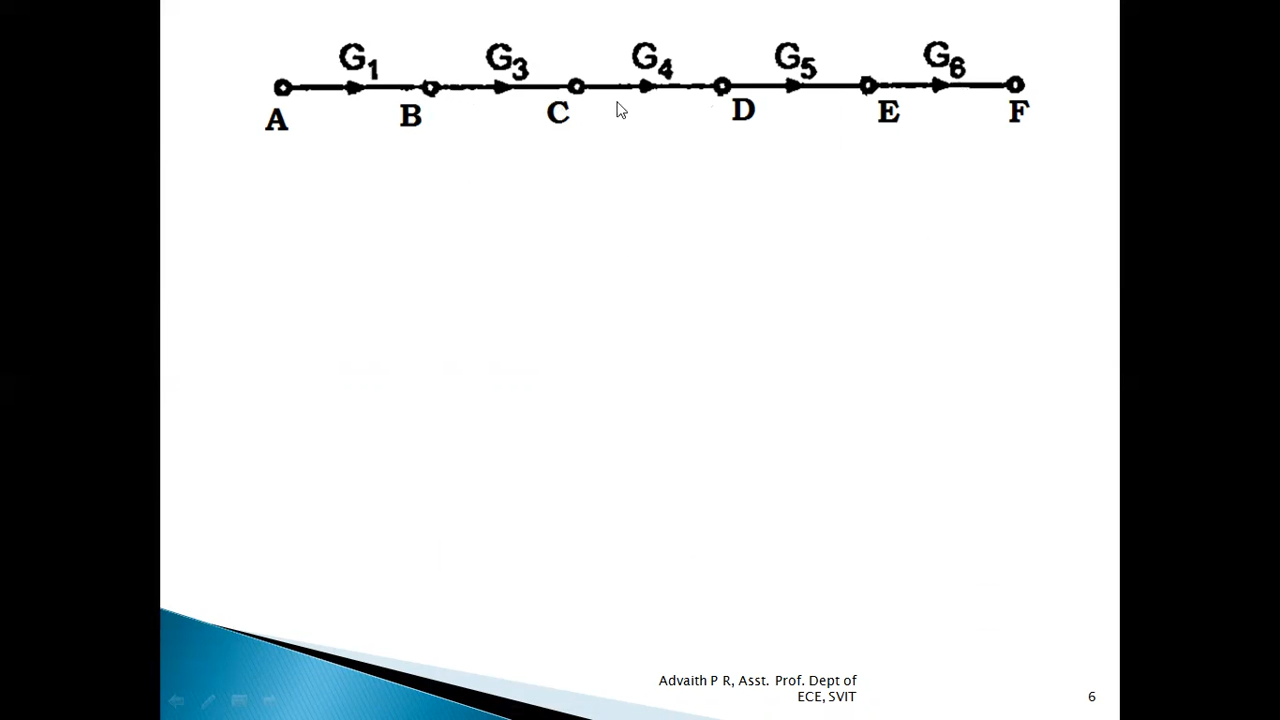 G1 G3 G4 G5 G6
A B C D E F
Advaith P R, Asst. Prof. Dept of
ECE, SVIT
6